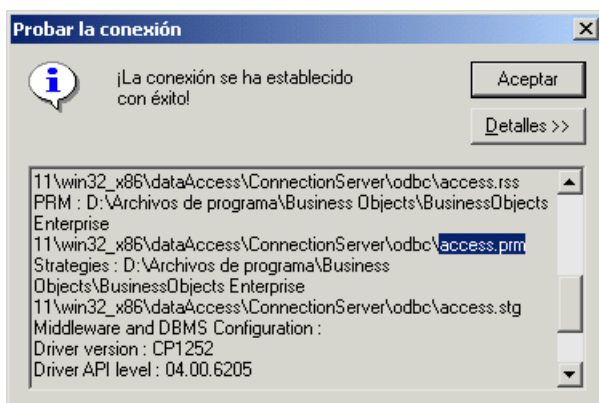 Probar la conexión
¡La conexión se ha establecido
con éxito!
Aceptar
Detalles >>
11\win32_x86\dataAccess\ConnectionServer\odbc\access.rss
PRM : D:\Archivos de programa\Business Objects\BusinessObjects
Enterprise
11\win32_x86\dataAccess\ConnectionServer\odbc\access.prm
Strategies : D:\Archivos de programa\Business
Objects\BusinessObjects Enterprise
11\win32_x86\dataAccess\ConnectionServer\odbc\access.stg
Middleware and DBMS Configuration :
Driver version : CP1252
Driver API level : 04.00.6205